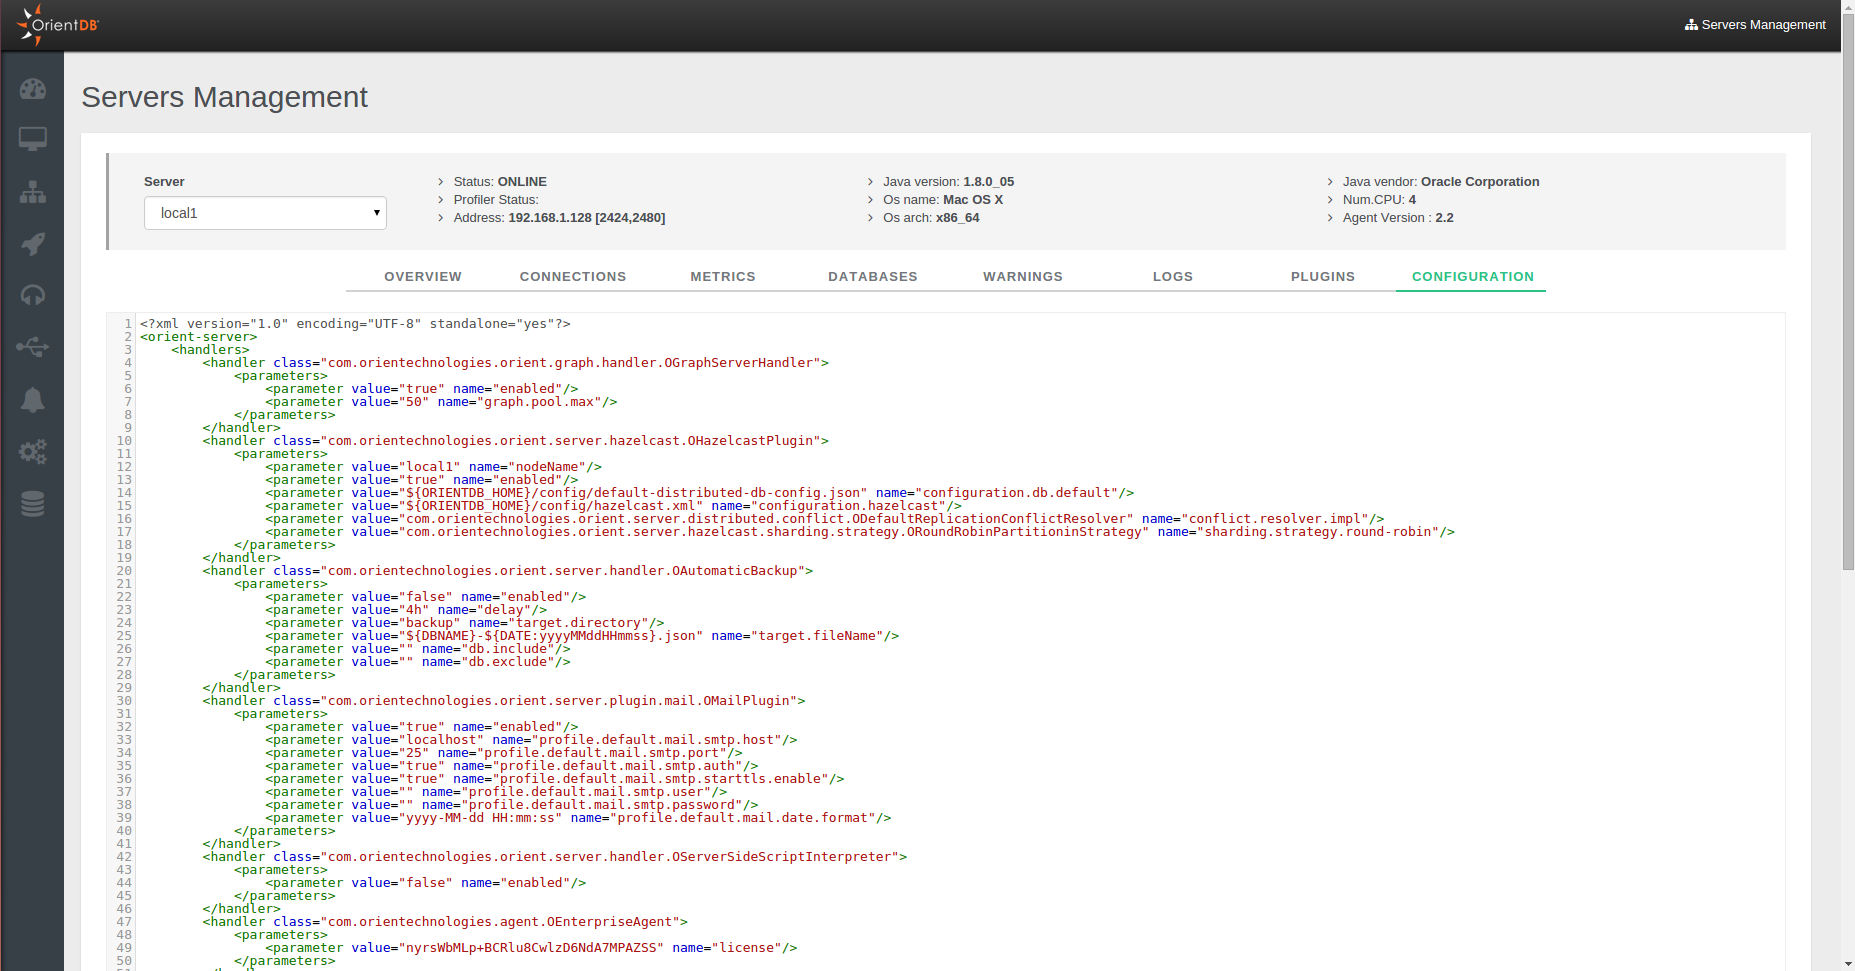 OrientDB
Servers Management
Servers Management
Server
local1
Status: ONLINE
Profiler Status:
Address: 192.168.1.128 [2424,2480]
Java version: 1.8.0_05
Os name: Mac OS X
Os arch: x86_64
Java vendor: Oracle Corporation
Num.CPU: 4
Agent Version : 2.2
OVERVIEW CONNECTIONS METRICS DATABASES WARNINGS LOGS PLUGINS CONFIGURATION
1 <?xml version="1.0" encoding="UTF-8" standalone="yes"?>
2 <orient-server>
3 <handlers>
4 <handler class="com.orientechnologies.orient.graph.handler.OGraphServerHandler">
5 <parameters>
6 <parameter value="true" name="enabled"/>
7 <parameter value="50" name="graph.pool.max"/>
8 </parameters>
9 </handler>
10 <handler class="com.orientechnologies.orient.server.hazelcast.OHazelcastPlugin">
11 <parameters>
12 <parameter value="local1" name="nodeName"/>
13 <parameter value="true" name="enabled"/>
14 <parameter value="${ORIENTDB_HOME}/config/default-distributed-db-config.json" name="configuration.db.default"/>
15 <parameter value="${ORIENTDB_HOME}/config/hazelcast.xml" name="configuration.hazelcast"/>
16 <parameter value="com.orientechnologies.orient.server.distributed.conflict.ODefaultReplicationConflictResolver" name="conflict.resolver.impl"/>
17 <parameter value="com.orientechnologies.orient.server.hazelcast.sharding.strategy.ORoundRobinPartitioninStrategy" name="sharding.strategy.round-robin"/>
18 </parameters>
19 </handler>
20 <handler class="com.orientechnologies.orient.server.handler.OAutomaticBackup">
21 <parameters>
22 <parameter value="false" name="enabled"/>
23 <parameter value="4h" name="delay"/>
24 <parameter value="backup" name="target.directory"/>
25 <parameter value="${DBNAME}-${DATE:yyyyMMddHHmmss}.json" name="target.fileName"/>
26 <parameter value="" name="db.include"/>
27 <parameter value="" name="db.exclude"/>
28 </parameters>
29 </handler>
30 <handler class="com.orientechnologies.orient.server.plugin.mail.OMailPlugin">
31 <parameters>
32 <parameter value="true" name="enabled"/>
33 <parameter value="localhost" name="profile.default.mail.smtp.host"/>
34 <parameter value="25" name="profile.default.mail.smtp.port"/>
35 <parameter value="true" name="profile.default.mail.smtp.auth"/>
36 <parameter value="true" name="profile.default.mail.smtp.starttls.enable"/>
37 <parameter value="" name="profile.default.mail.smtp.user"/>
38 <parameter value="" name="profile.default.mail.smtp.password"/>
39 <parameter value="yyyy-MM-dd HH:mm:ss" name="profile.default.mail.date.format"/>
40 </parameters>
41 </handler>
42 <handler class="com.orientechnologies.orient.server.handler.OServerSideScriptInterpreter">
43 <parameters>
44 <parameter value="false" name="enabled"/>
45 </parameters>
46 </handler>
47 <handler class="com.orientechnologies.agent.OEnterpriseAgent">
48 <parameters>
49 <parameter value="nyrsWbMLp+BCRlu8CwlzD6NdA7MPAZSS" name="license"/>
50 </parameters>